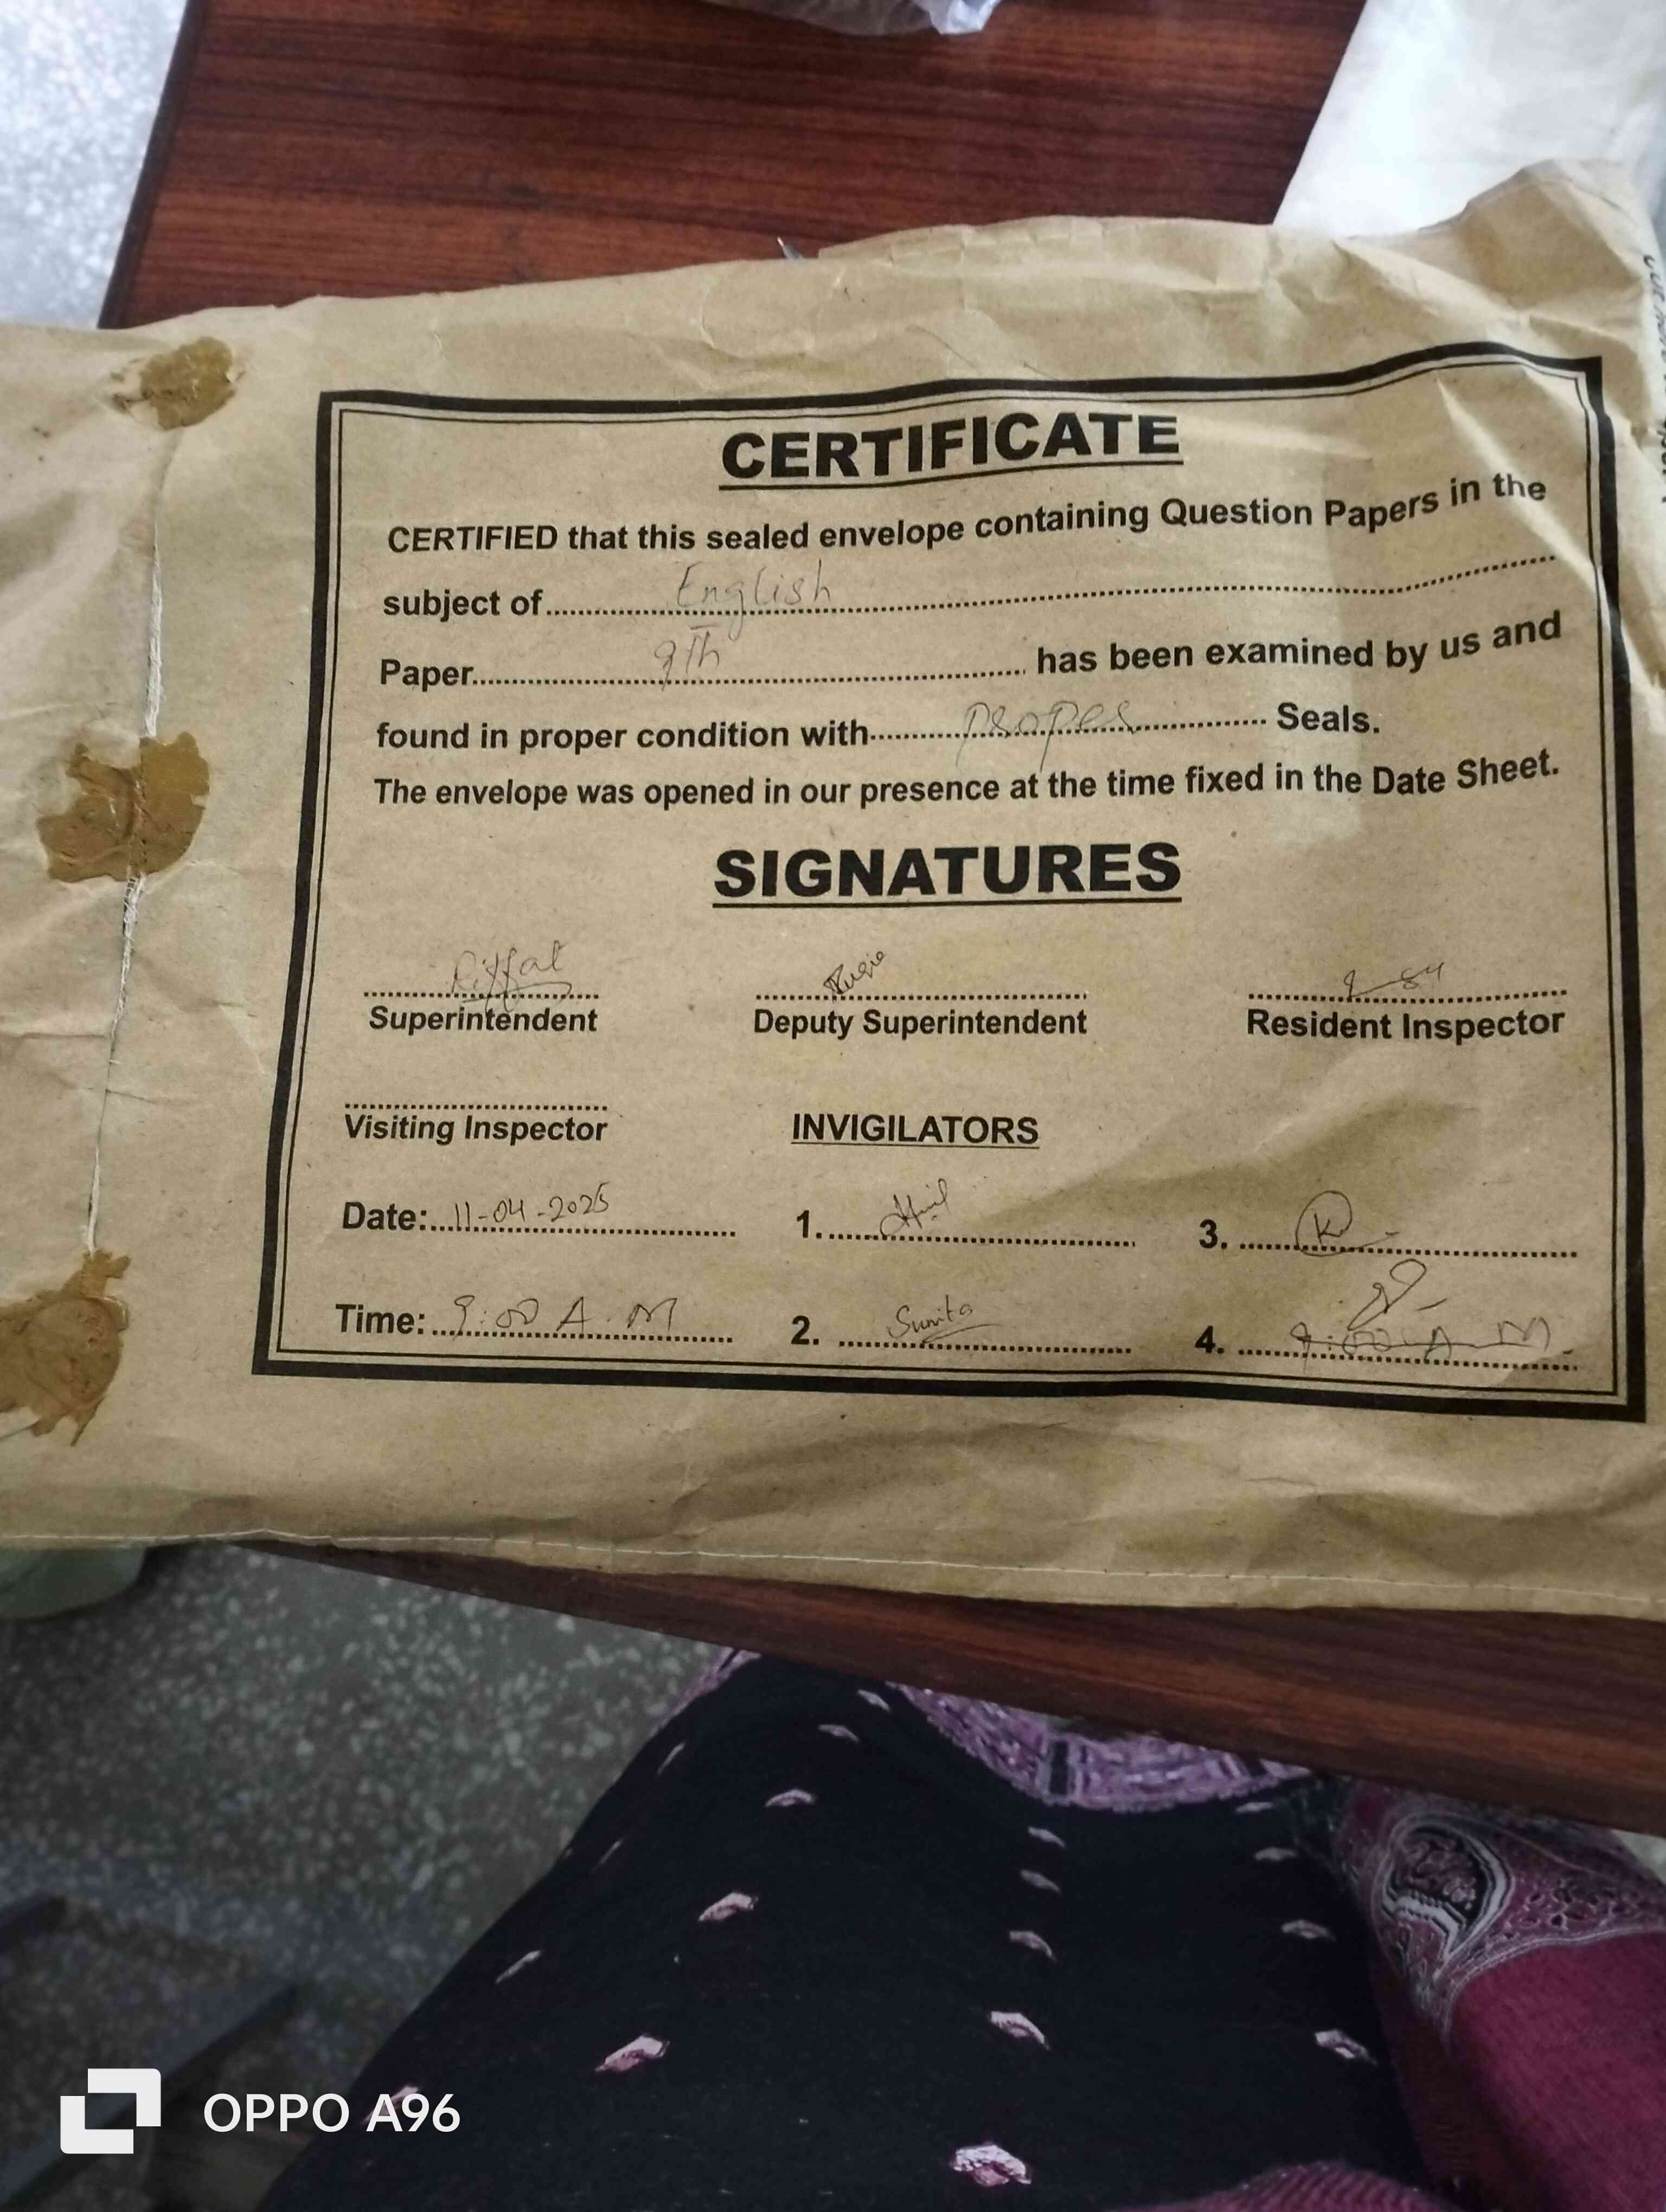 CERTIFICATE
CERTIFIED that this sealed envelope containing Question Papers in the
subject of English
Paper 9th has been examined by us and
found in proper condition with proper Seals.
The envelope was opened in our presence at the time fixed in the Date Sheet.
SIGNATURES
Superintendent Deputy Superintendent Resident Inspector
Visiting Inspector INVIGILATORS
Date: 11-04-2025 1. 3.
Time: 9:00 A.M 2. Sunita 4. 9:00 A M.
OPPO A96